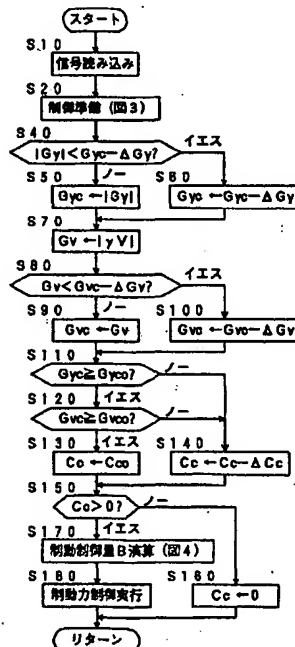 スタート
S10
信号読み込み
S20
制御準備（図3）
S40
|Gy|<Gyc−ΔGy?
イエス
S50
ノー
S60
Gyc←|Gy|
Gyc←Gyc−ΔGy
S70
Gv←|γV|
S80
Gv<Gvc−ΔGv?
イエス
S90
ノー
S100
Gvc←Gv
Gvc←Gvc−ΔGv
S110
Gyc≧Gyco?
ノー
S120
イエス
Gvc≧Gvco?
ノー
S130
イエス
S140
Cc←Cco
Cc←Cc−ΔCc
S150
Cc>0?
ノー
S170
イエス
制動制御量B演算（図4）
S180
S160
制動力制御実行
Cc←0
リターン